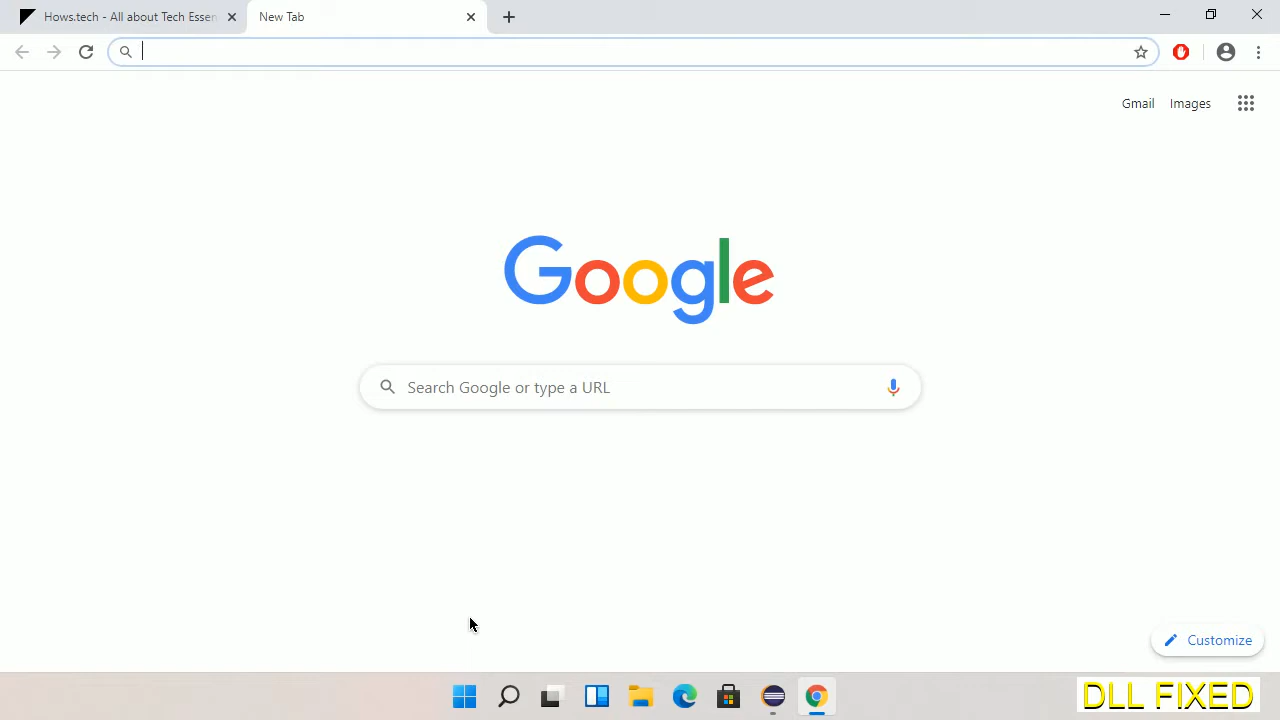 Hows.tech - All about Tech Essen
New Tab
Gmail
Images
Google
Search Google or type a URL
Customize
DLL FIXED